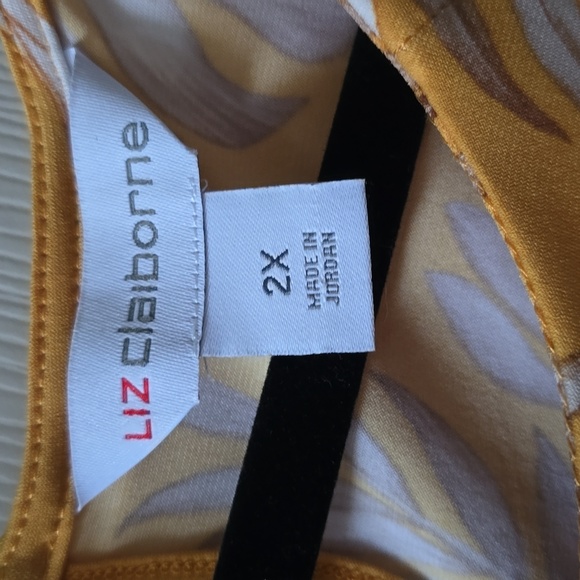 LIZ claiborne
2X
MADE IN
JORDAN